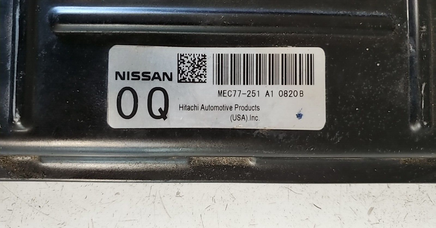 NISSAN
0Q
MEC77-251 A1 0820B
Hitachi Automotive Products
(USA).Inc.